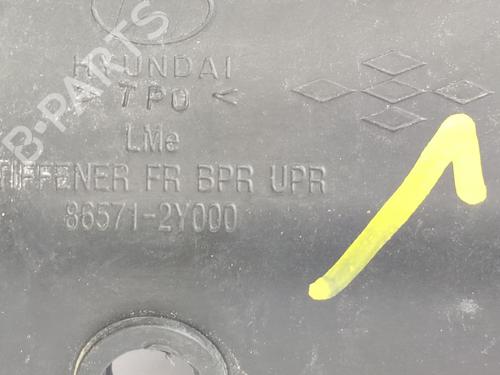 HYUNDAI
> TPO <
LMe
TIFFENER FR BPR UPR
86571-2Y000
B-PARTS